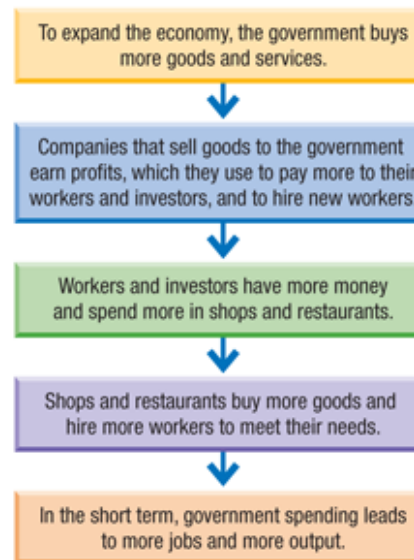 To expand the economy, the government buys
more goods and services.
Companies that sell goods to the government
earn profits, which they use to pay more to their
workers and investors, and to hire new workers
Workers and investors have more money
and spend more in shops and restaurants.
Shops and restaurants buy more goods and
hire more workers to meet their needs.
In the short term, government spending leads
to more jobs and more output.